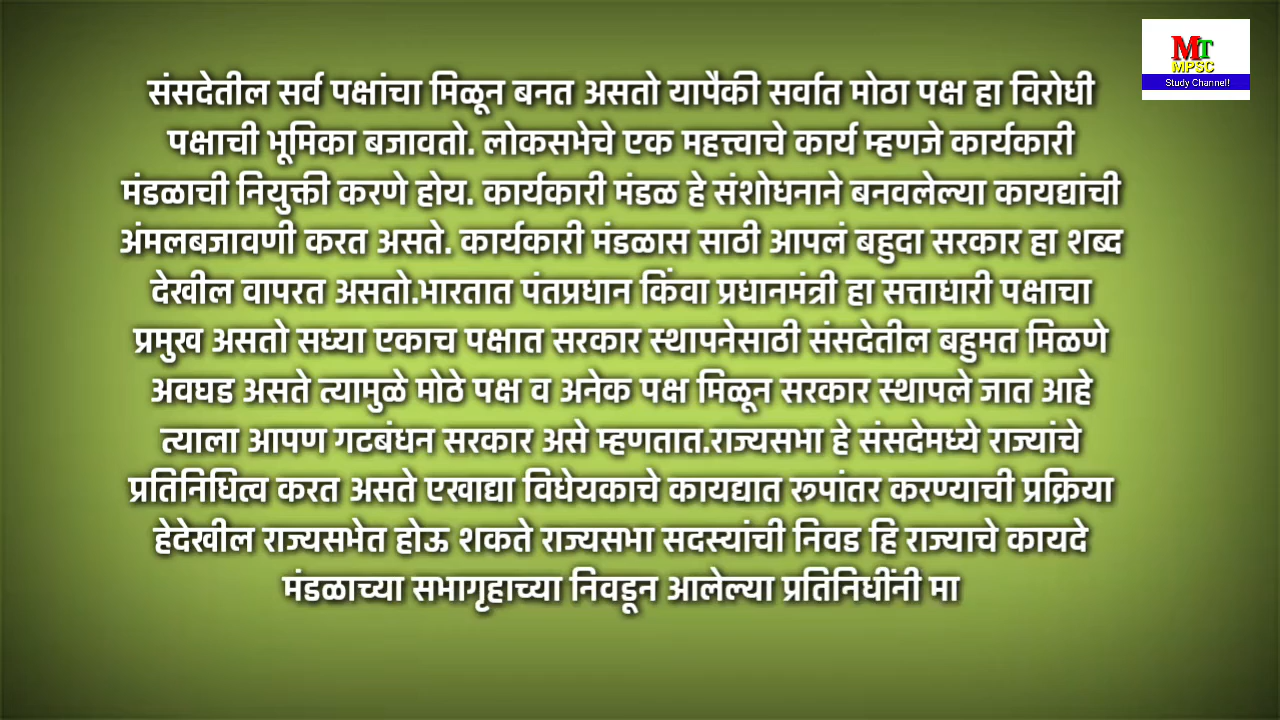 MT
MPSC
Study Channel!
संसदेतील सर्व पक्षांचा मिळून बनत असतो यापैकी सर्वात मोठा पक्ष हा विरोधी
पक्षाची भूमिका बजावतो. लोकसभेचे एक महत्त्वाचे कार्य म्हणजे कार्यकारी
मंडळाची नियुक्ती करणे होय. कार्यकारी मंडळ हे संशोधनाने बनवलेल्या कायद्यांची
अंमलबजावणी करत असते. कार्यकारी मंडळास साठी आपलं बहुदा सरकार हा शब्द
देखील वापरत असतो.भारतात पंतप्रधान किंवा प्रधानमंत्री हा सत्ताधारी पक्षाचा
प्रमुख असतो सध्या एकाच पक्षात सरकार स्थापनेसाठी संसदेतील बहुमत मिळणे
अवघड असते त्यामुळे मोठे पक्ष व अनेक पक्ष मिळून सरकार स्थापले जात आहे
त्याला आपण गटबंधन सरकार असे म्हणतात.राज्यसभा हे संसदेमध्ये राज्यांचे
प्रतिनिधित्व करत असते एखाद्या विधेयकाचे कायद्यात रूपांतर करण्याची प्रक्रिया
हेदेखील राज्यसभेत होऊ शकते राज्यसभा सदस्यांची निवड हि राज्याचे कायदे
मंडळाच्या सभागृहाच्या निवडून आलेल्या प्रतिनिधींनी मा